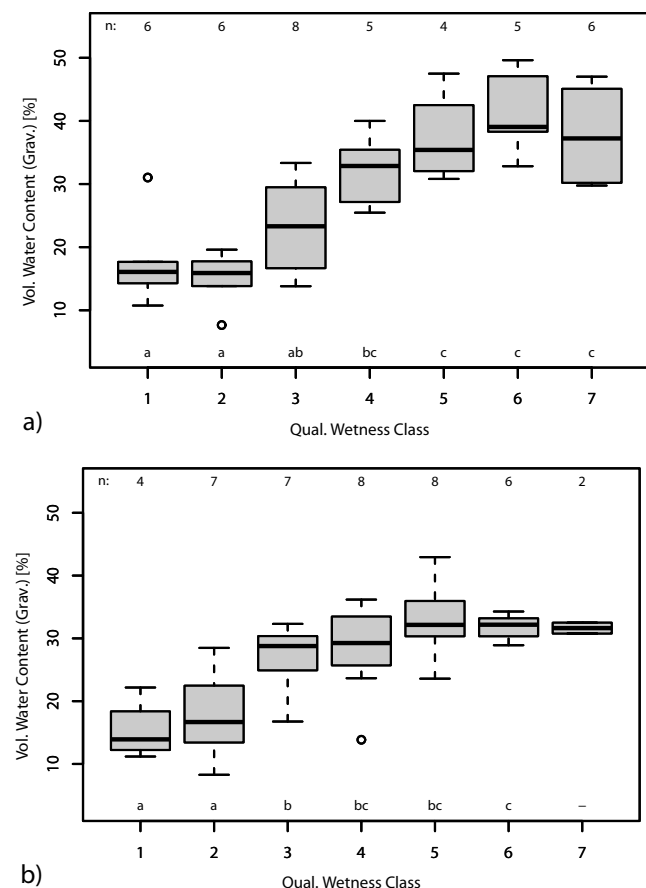 n: 6 6 8 5 4 5 6
50
40
30
20
10
Vol. Water Content (Grav.) [%]
a a ab bc c c c
1 2 3 4 5 6 7
Qual. Wetness Class
a)
n: 4 7 7 8 8 6 2
50
40
30
20
10
Vol. Water Content (Grav.) [%]
a a b bc bc c –
1 2 3 4 5 6 7
Qual. Wetness Class
b)